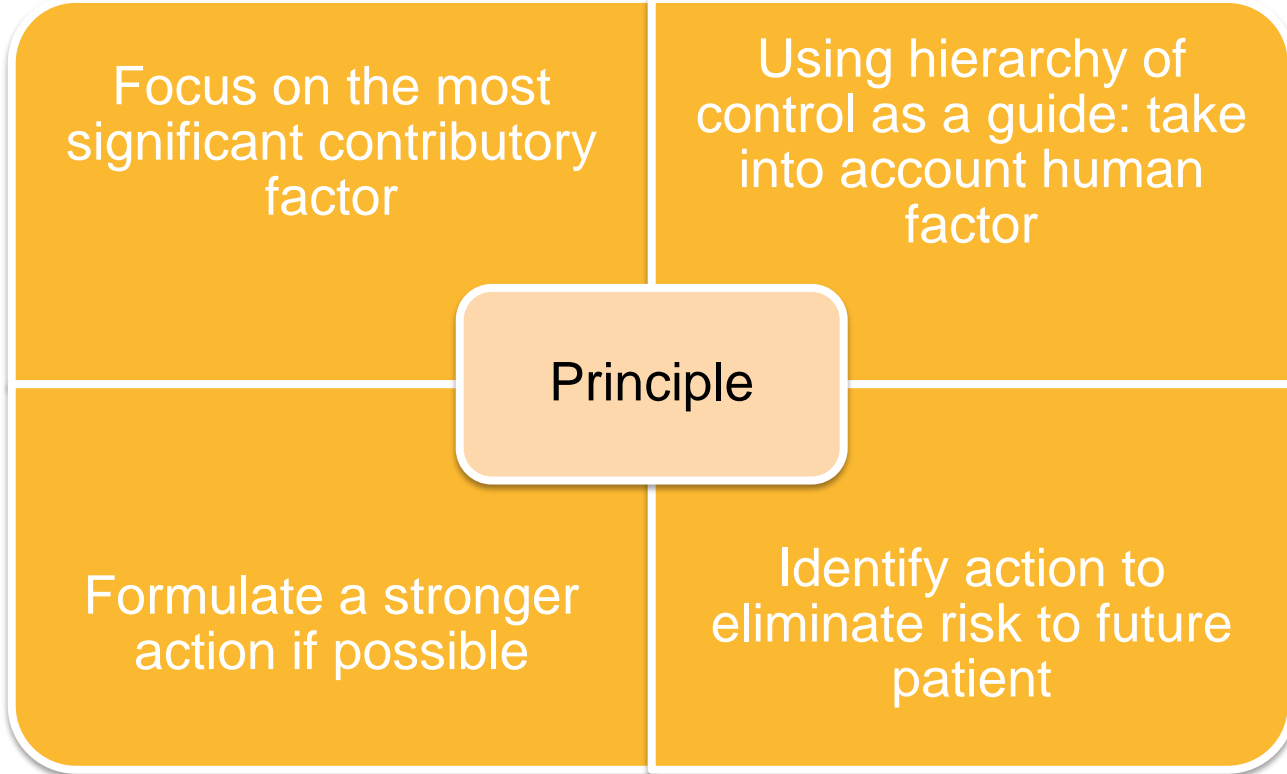 Focus on the most
significant contributory
factor
Using hierarchy of
control as a guide: take
into account human
factor
Principle
Formulate a stronger
action if possible
Identify action to
eliminate risk to future
patient